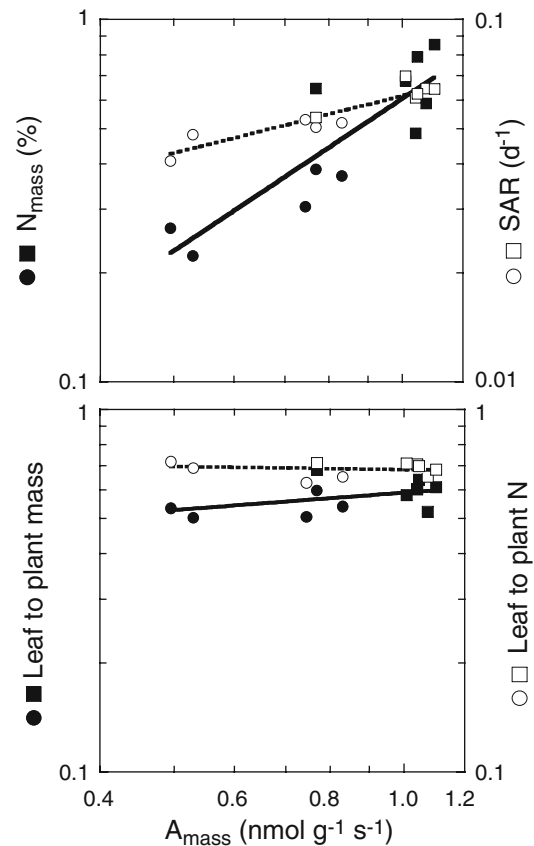 1
0.1
● ■ N_mass (%)
○ □ SAR (d⁻¹)
0.1
0.01
1
1
● ■ Leaf to plant mass
○ □ Leaf to plant N
0.1
0.1
0.4
0.6
0.8
1.0
1.2
A_mass (nmol g⁻¹ s⁻¹)